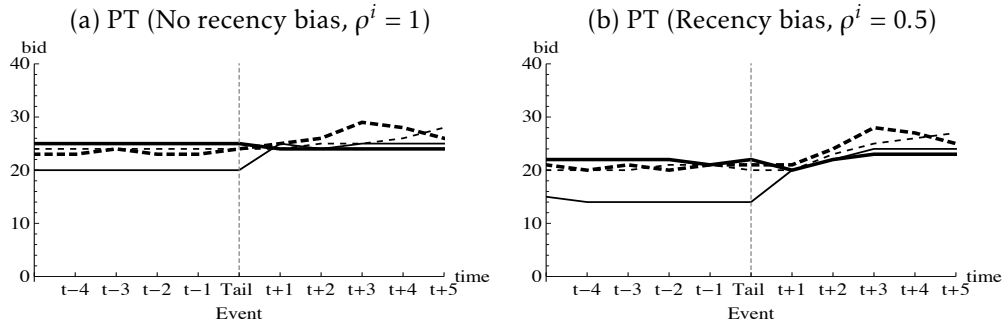 (a) PT (No recency bias, ρ^i = 1)
bid
40
30
20
10
0
t−4 t−3 t−2 t−1 Tail t+1 t+2 t+3 t+4 t+5 time
Event
(b) PT (Recency bias, ρ^i = 0.5)
bid
40
30
20
10
0
t−4 t−3 t−2 t−1 Tail t+1 t+2 t+3 t+4 t+5 time
Event